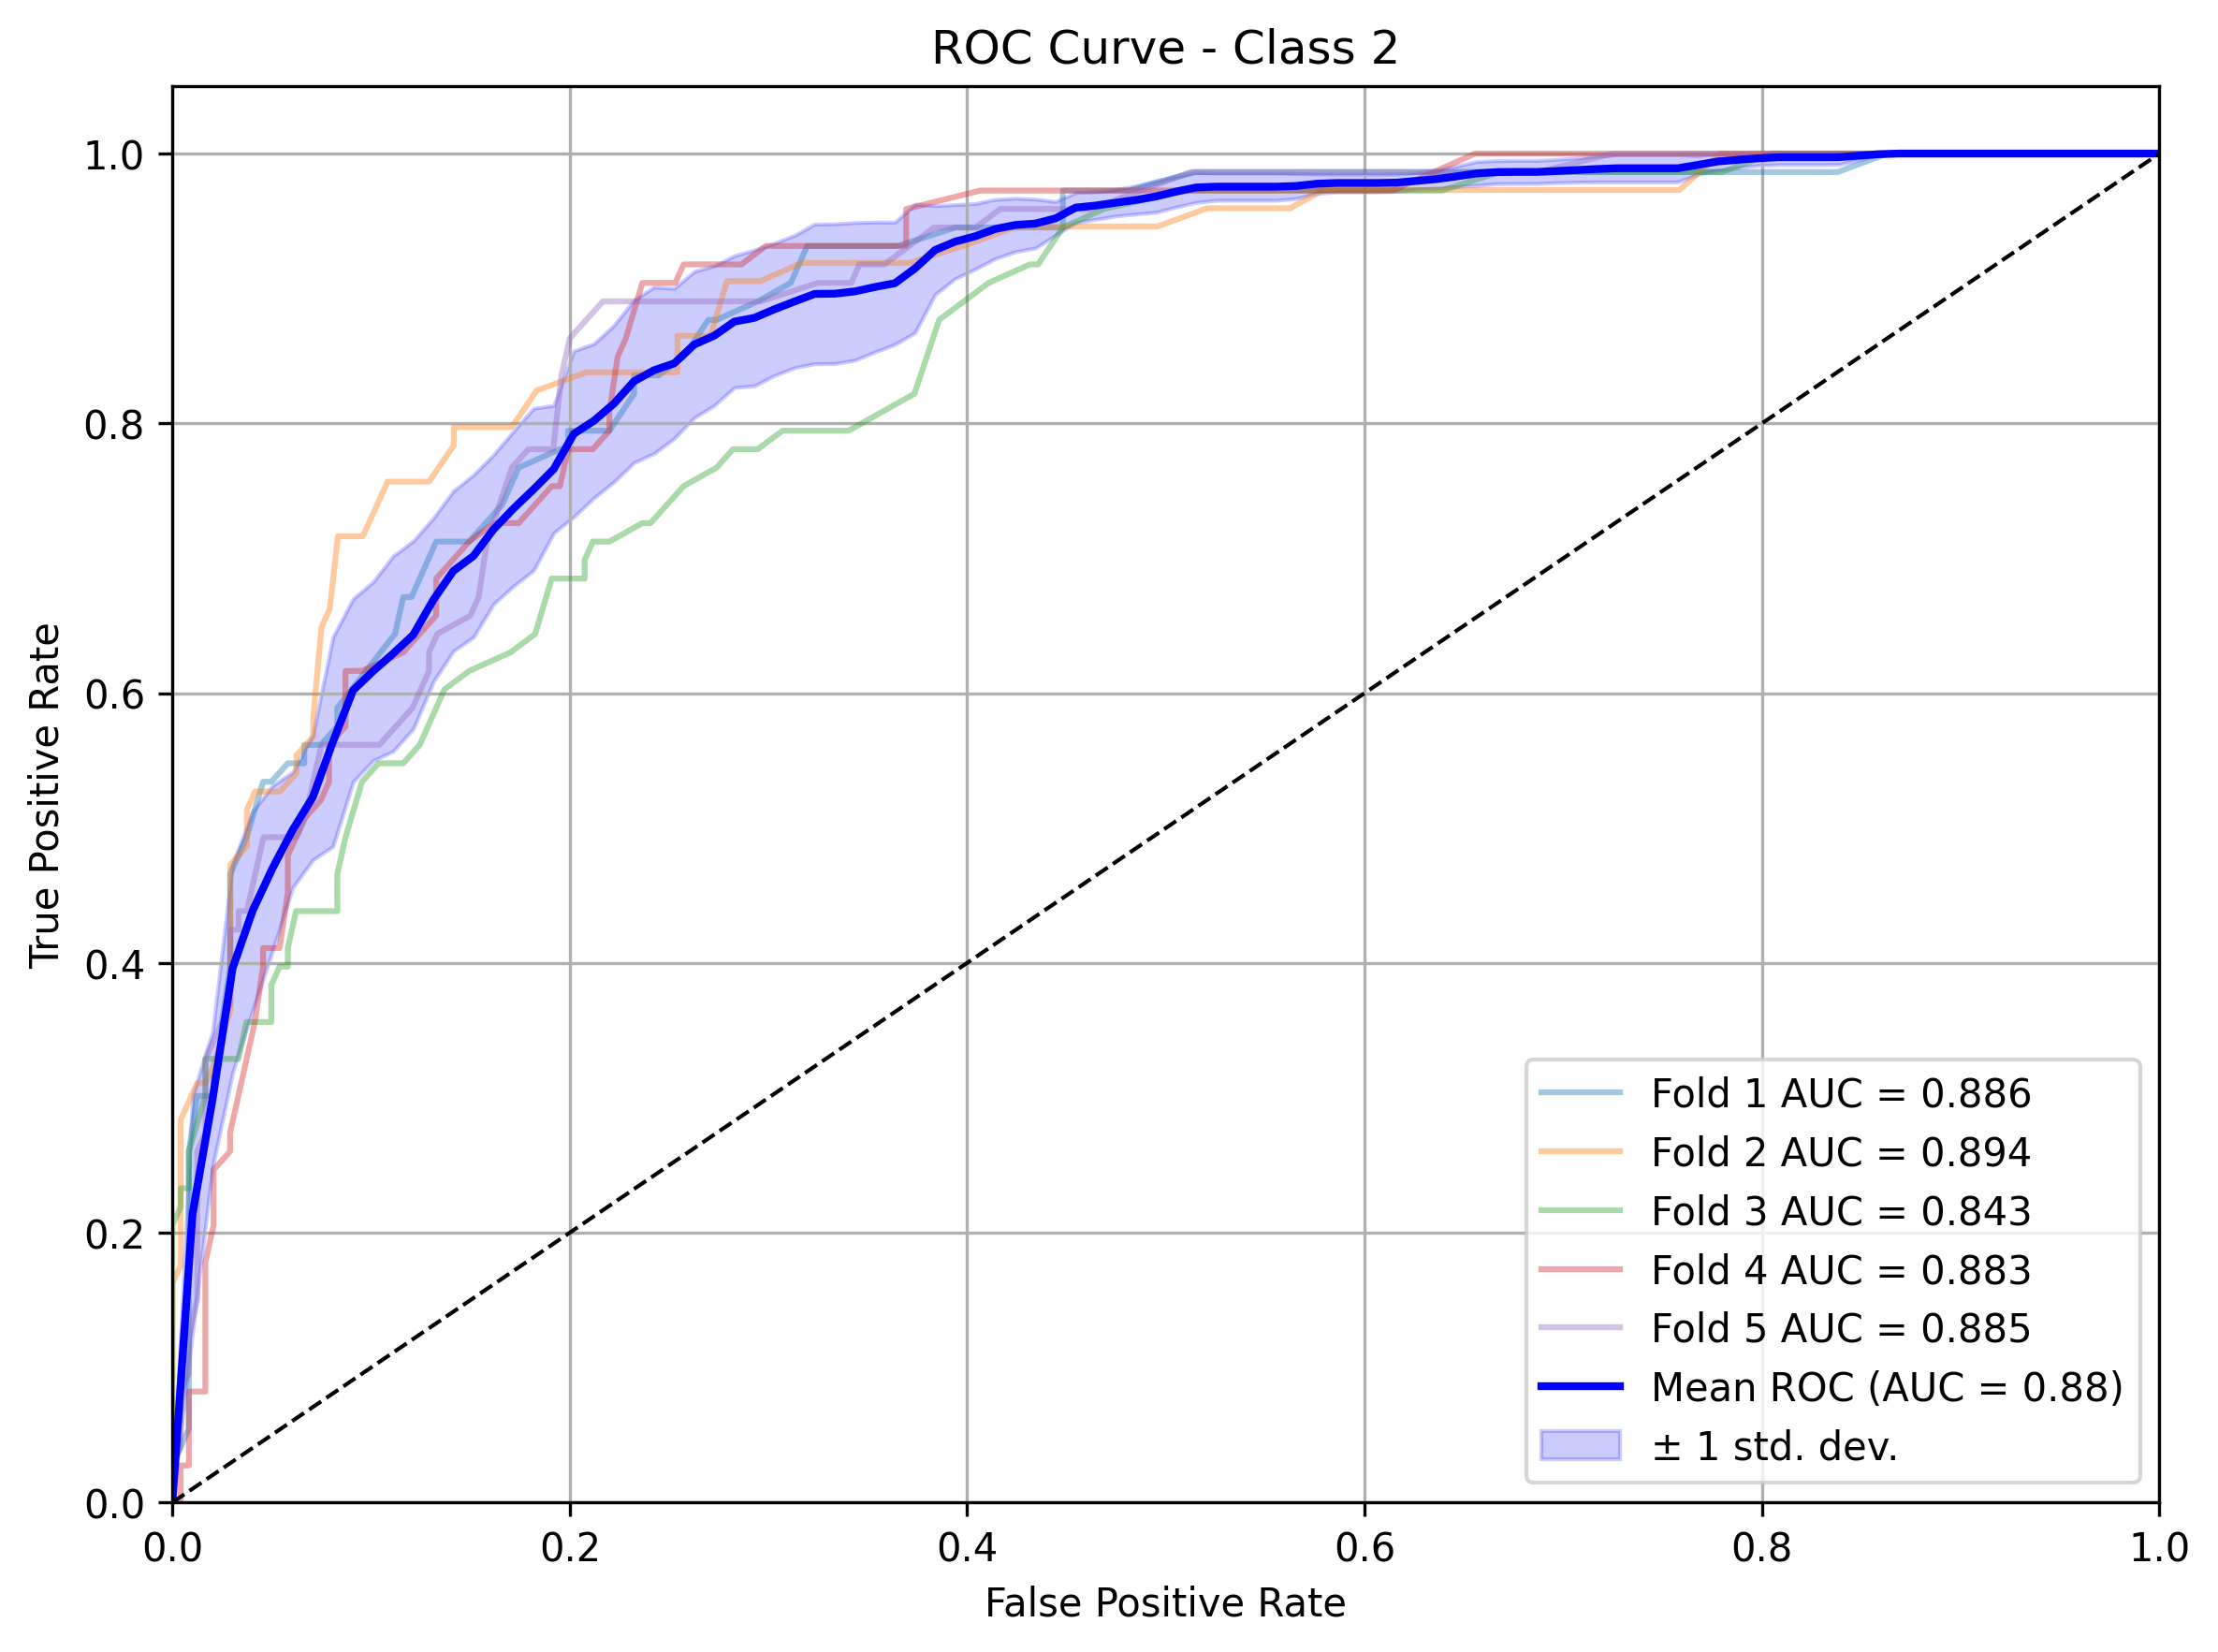 ROC Curve - Class 2
True Positive Rate
1.0
0.8
0.6
0.4
0.2
0.0
0.0 0.2 0.4 0.6 0.8 1.0
False Positive Rate
Fold 1 AUC = 0.886
Fold 2 AUC = 0.894
Fold 3 AUC = 0.843
Fold 4 AUC = 0.883
Fold 5 AUC = 0.885
Mean ROC (AUC = 0.88)
± 1 std. dev.